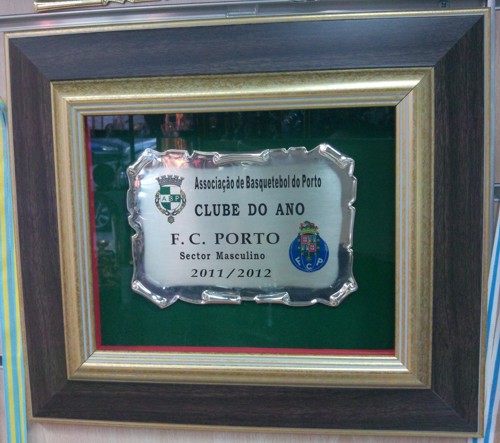 Associação de Basquetebol do Porto
A B P
CLUBE DO ANO
F. C. PORTO
Sector Masculino
2011/2012
F C P